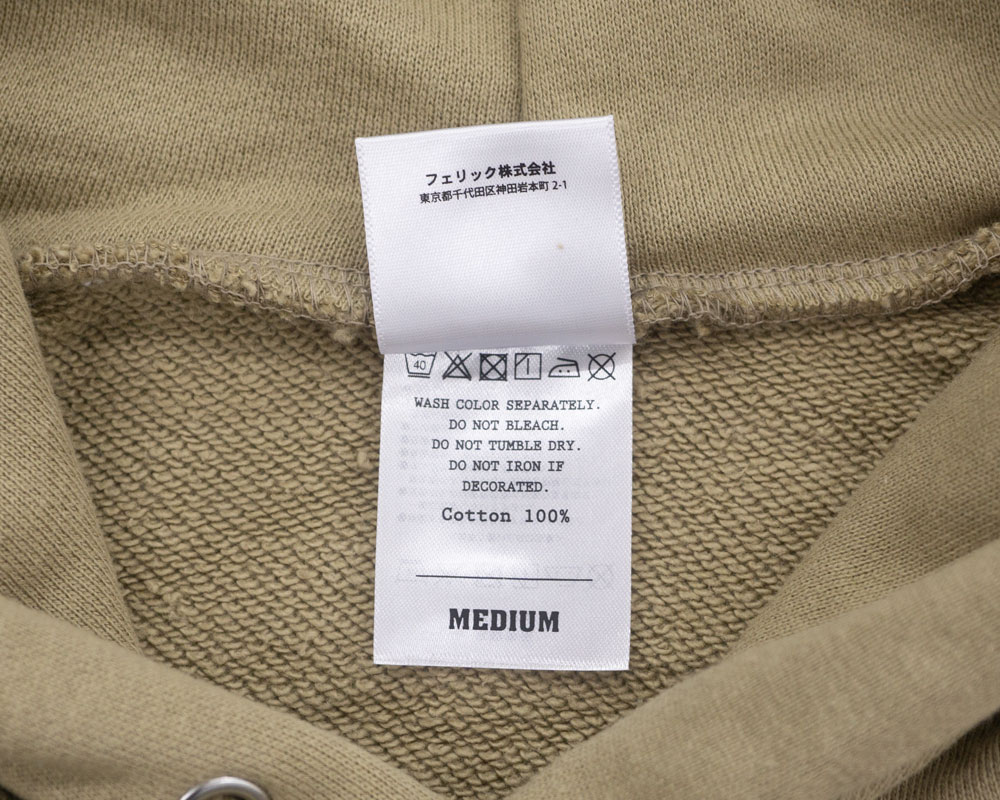 フェリック株式会社
東京都千代田区神田岩本町 2-1
40
WASH COLOR SEPARATELY.
DO NOT BLEACH.
DO NOT TUMBLE DRY.
DO NOT IRON IF
DECORATED.
Cotton 100%
MEDIUM